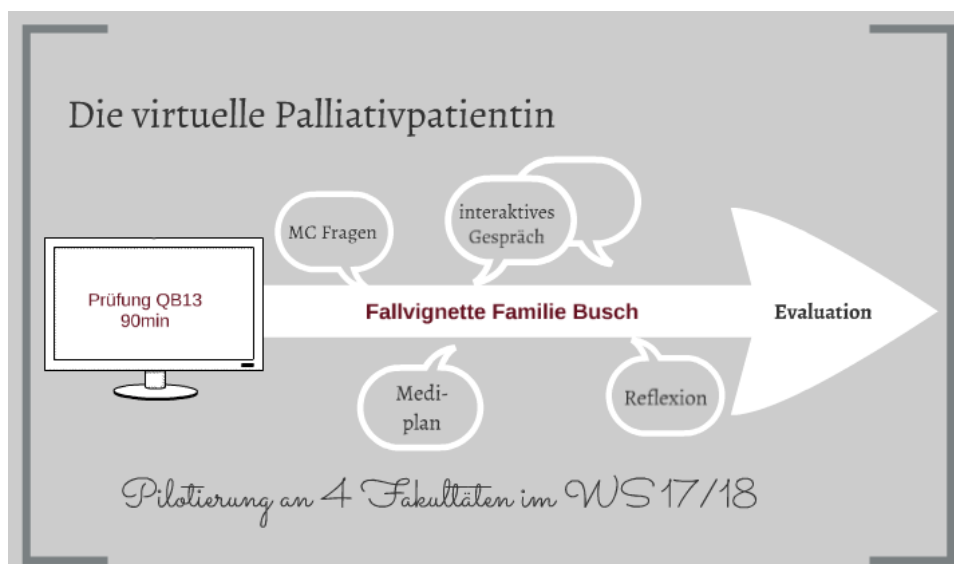 Die virtuelle Palliativpatientin
MC Fragen
interaktives
Gespräch
Prüfung QB13
90min
Fallvignette Familie Busch
Evaluation
Medi-
plan
Reflexion
Pilotierung an 4 Fakultäten im WS 17/18